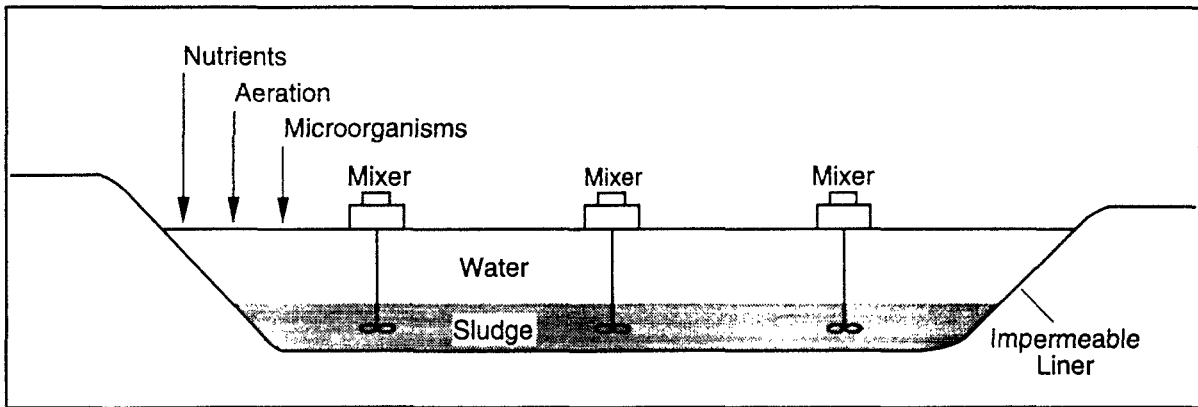 Nutrients
Aeration
Microorganisms
Mixer
Mixer
Mixer
Water
Sludge
Impermeable
Liner